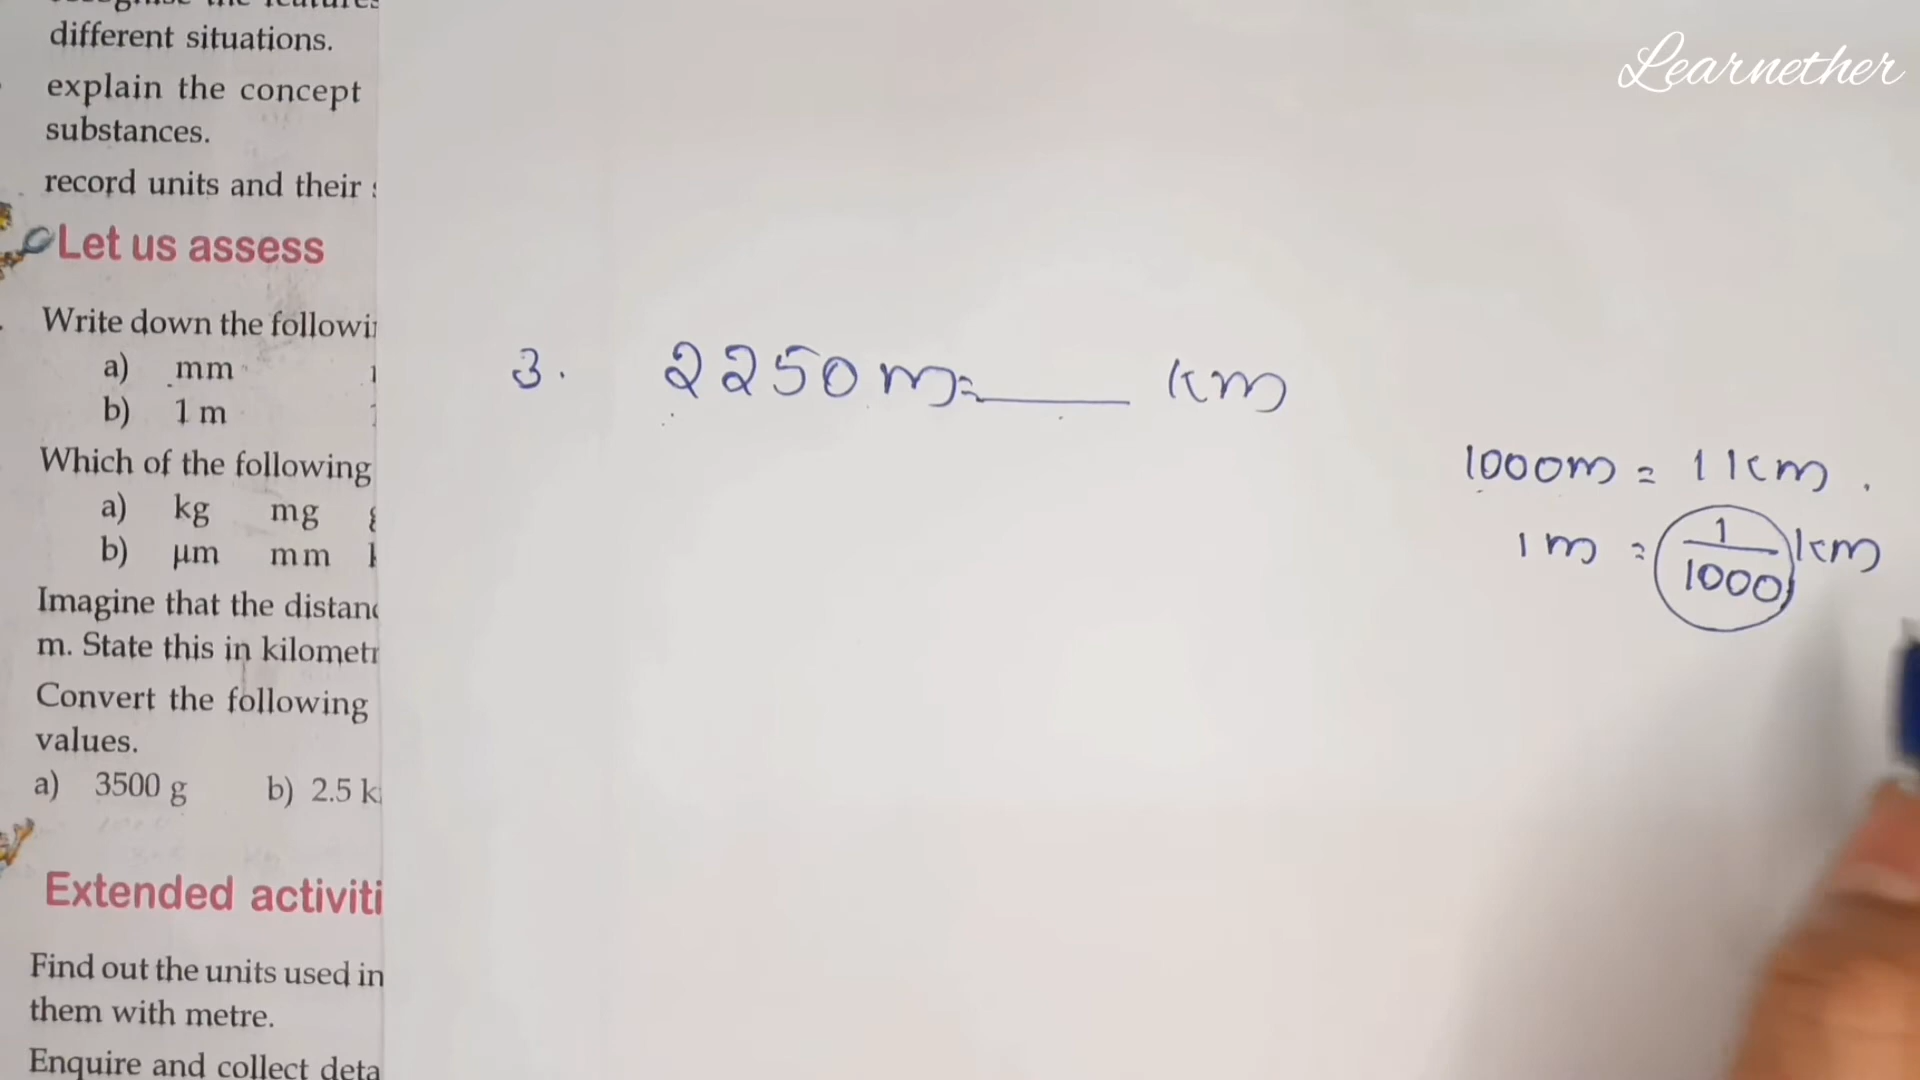 different situations.
explain the concept
substances.
record units and their
Let us assess
Write down the followi
a) mm
b) 1 m
Which of the following
a) kg mg
b) μm mm
Imagine that the distan
m. State this in kilomet
Convert the following
values.
a) 3500 g b) 2.5 k
Extended activiti
Find out the units used in
them with metre.
Enquire and collect deta
Learnether
3. 2250 m = ____ km
1000m = 1 km.
1 m = 1/1000 km